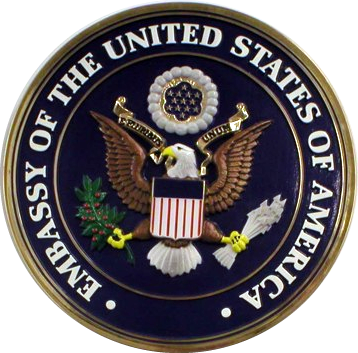 · EMBASSY OF THE UNITED STATES OF AMERICA ·